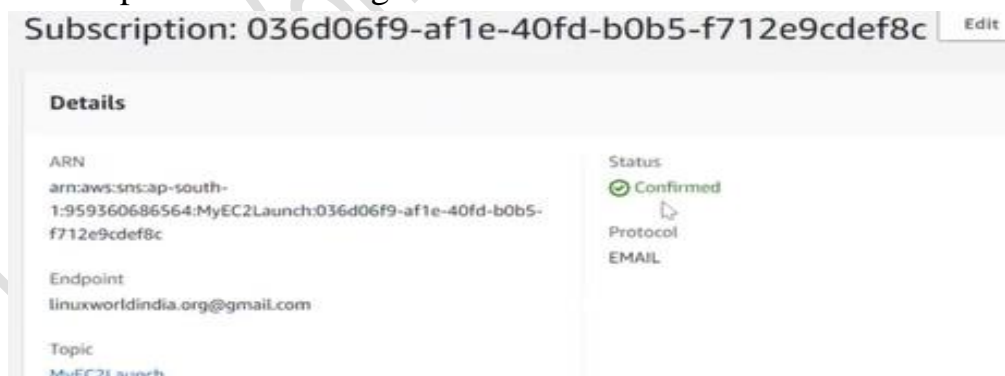 Subscription: 036d06f9-af1e-40fd-b0b5-f712e9cdef8c
Edit
Details
ARN
arn:aws:sns:ap-south-
1:959360686564:MyEC2Launch:036d06f9-af1e-40fd-b0b5-
f712e9cdef8c
Endpoint
linuxworldindia.org@gmail.com
Topic
MyEC2Launch
Status
Confirmed
Protocol
EMAIL